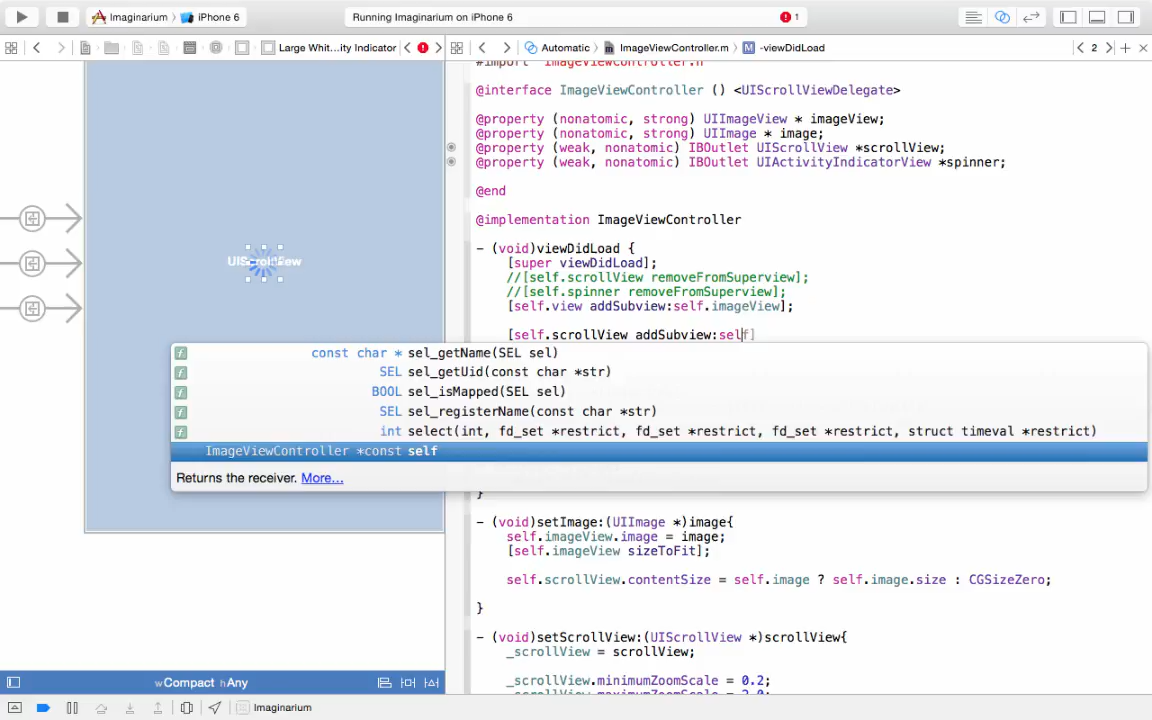 Imaginarium
iPhone 6
Running Imaginarium on iPhone 6
1
Large Whit...ity Indicator
Automatic
ImageViewController.m
-viewDidLoad
2
#import "ImageViewController.h"
@interface ImageViewController () <UIScrollViewDelegate>
@property (nonatomic, strong) UIImageView * imageView;
@property (nonatomic, strong) UIImage * image;
@property (weak, nonatomic) IBOutlet UIScrollView *scrollView;
@property (weak, nonatomic) IBOutlet UIActivityIndicatorView *spinner;
@end
@implementation ImageViewController
- (void)viewDidLoad {
[super viewDidLoad];
//[self.scrollView removeFromSuperview];
//[self.spinner removeFromSuperview];
[self.view addSubview:self.imageView];
[self.scrollView addSubview:self]
UIScrollView
const char * sel_getName(SEL sel)
SEL sel_getUid(const char *str)
BOOL sel_isMapped(SEL sel)
SEL sel_registerName(const char *str)
int select(int, fd_set *restrict, fd_set *restrict, fd_set *restrict, struct timeval *restrict)
ImageViewController *const self
Returns the receiver. More...
}
- (void)setImage:(UIImage *)image{
self.imageView.image = image;
[self.imageView sizeToFit];
self.scrollView.contentSize = self.image ? self.image.size : CGSizeZero;
}
- (void)setScrollView:(UIScrollView *)scrollView{
_scrollView = scrollView;
_scrollView.minimumZoomScale = 0.2;
_scrollView.maximumZoomScale = 2.0;
wCompact hAny
Imaginarium